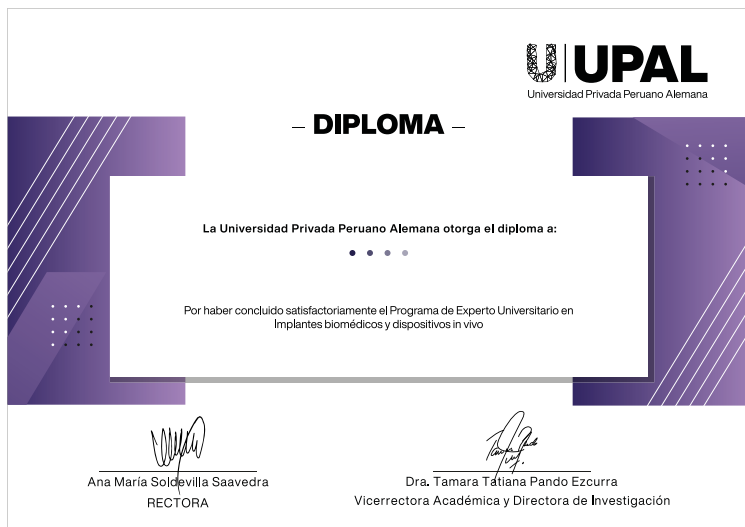 U UPAL
Universidad Privada Peruano Alemana
– DIPLOMA –
La Universidad Privada Peruano Alemana otorga el diploma a:
Por haber concluido satisfactoriamente el Programa de Experto Universitario en
Implantes biomédicos y dispositivos in vivo
Ana María Soldevilla Saavedra
RECTORA
Dra. Tamara Tatiana Pando Ezcurra
Vicerrectora Académica y Directora de Investigación